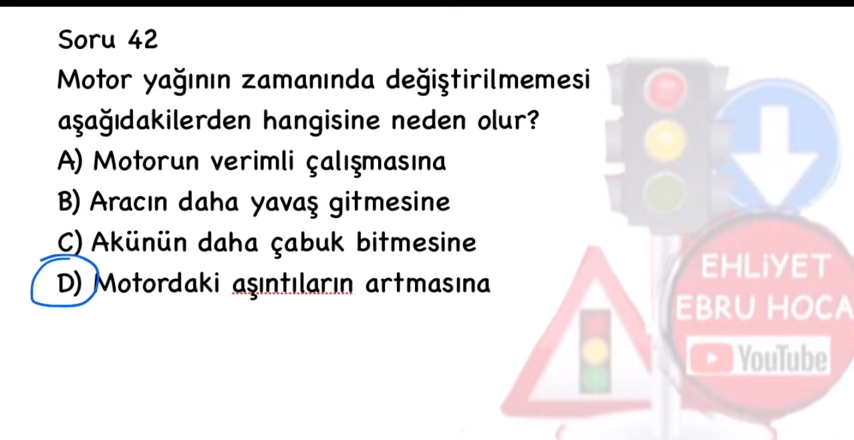 Soru 42
Motor yağının zamanında değiştirilmemesi
aşağıdakilerden hangisine neden olur?
A) Motorun verimli çalışmasına
B) Aracın daha yavaş gitmesine
C) Akünün daha çabuk bitmesine
D) Motordaki aşıntıların artmasına
EHLİYET
EBRU HOCA
YouTube